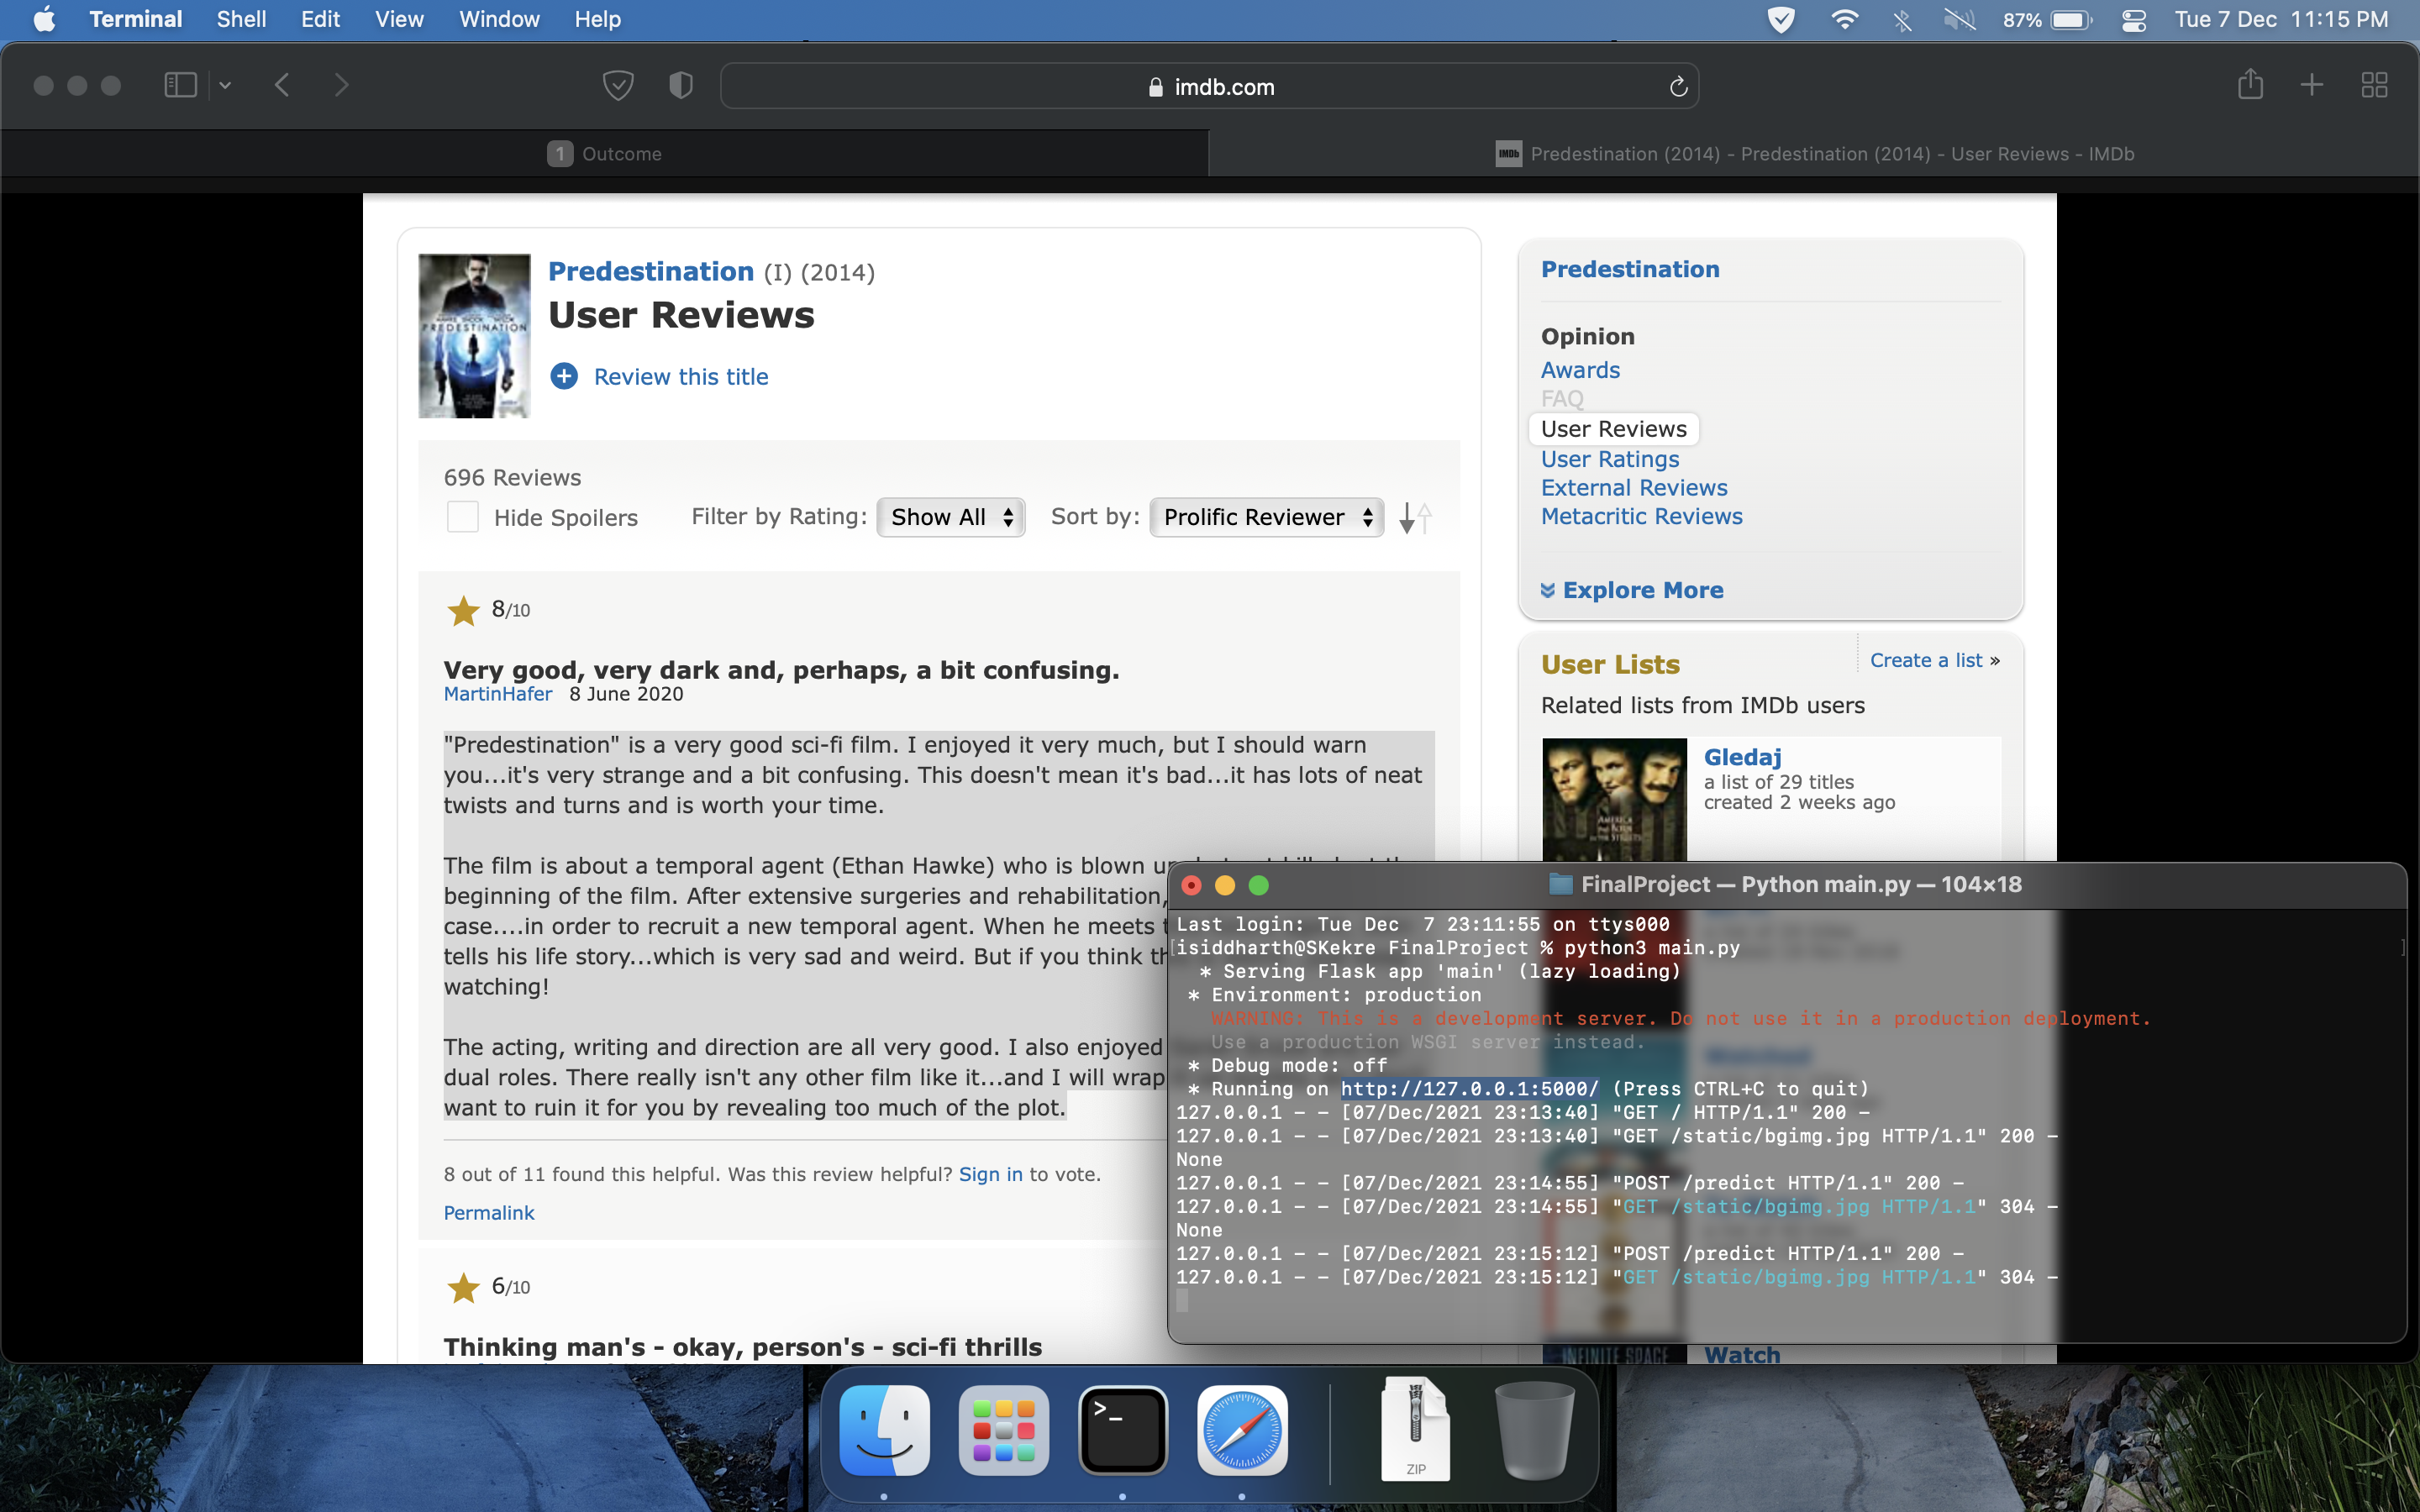 Terminal Shell Edit View Window Help 87% Tue 7 Dec 11:15 PM
imdb.com
1 Outcome
IMDb Predestination (2014) - Predestination (2014) - User Reviews - IMDb
PREDESTINATION
Predestination (I) (2014)
User Reviews
Review this title
696 Reviews
Hide Spoilers Filter by Rating: Show All Sort by: Prolific Reviewer
8/10
Very good, very dark and, perhaps, a bit confusing.
MartinHafer 8 June 2020
"Predestination" is a very good sci-fi film. I enjoyed it very much, but I should warn
you...it's very strange and a bit confusing. This doesn't mean it's bad...it has lots of neat
twists and turns and is worth your time.
The film is about a temporal agent (Ethan Hawke) who is blown
beginning of the film. After extensive surgeries and rehabilitation,
case....in order to recruit a new temporal agent. When he meets
tells his life story...which is very sad and weird. But if you think
watching!
The acting, writing and direction are all very good. I also enjoyed
dual roles. There really isn't any other film like it...and I will wrap
want to ruin it for you by revealing too much of the plot.
8 out of 11 found this helpful. Was this review helpful? Sign in to vote.
Permalink
6/10
Thinking man's - okay, person's - sci-fi thrills
Predestination
Opinion
Awards
FAQ
User Reviews
User Ratings
External Reviews
Metacritic Reviews
Explore More
User Lists Create a list »
Related lists from IMDb users
AMERICA
Gledaj
a list of 29 titles
created 2 weeks ago
FinalProject — Python main.py — 104×18
Last login: Tue Dec  7 23:11:55 on ttys000
[isiddharth@SKekre FinalProject % python3 main.py ]
* Serving Flask app 'main' (lazy loading)
* Environment: production
WARNING: This is a development server. Do not use it in a production deployment.
Use a production WSGI server instead.
* Debug mode: off
* Running on http://127.0.0.1:5000/ (Press CTRL+C to quit)
127.0.0.1 - - [07/Dec/2021 23:13:40] "GET / HTTP/1.1" 200 -
127.0.0.1 - - [07/Dec/2021 23:13:40] "GET /static/bgimg.jpg HTTP/1.1" 200 -
None
127.0.0.1 - - [07/Dec/2021 23:14:55] "POST /predict HTTP/1.1" 200 -
127.0.0.1 - - [07/Dec/2021 23:14:55] "GET /static/bgimg.jpg HTTP/1.1" 304 -
None
127.0.0.1 - - [07/Dec/2021 23:15:12] "POST /predict HTTP/1.1" 200 -
127.0.0.1 - - [07/Dec/2021 23:15:12] "GET /static/bgimg.jpg HTTP/1.1" 304 -
INFINITE SPACE
Watch
ZIP